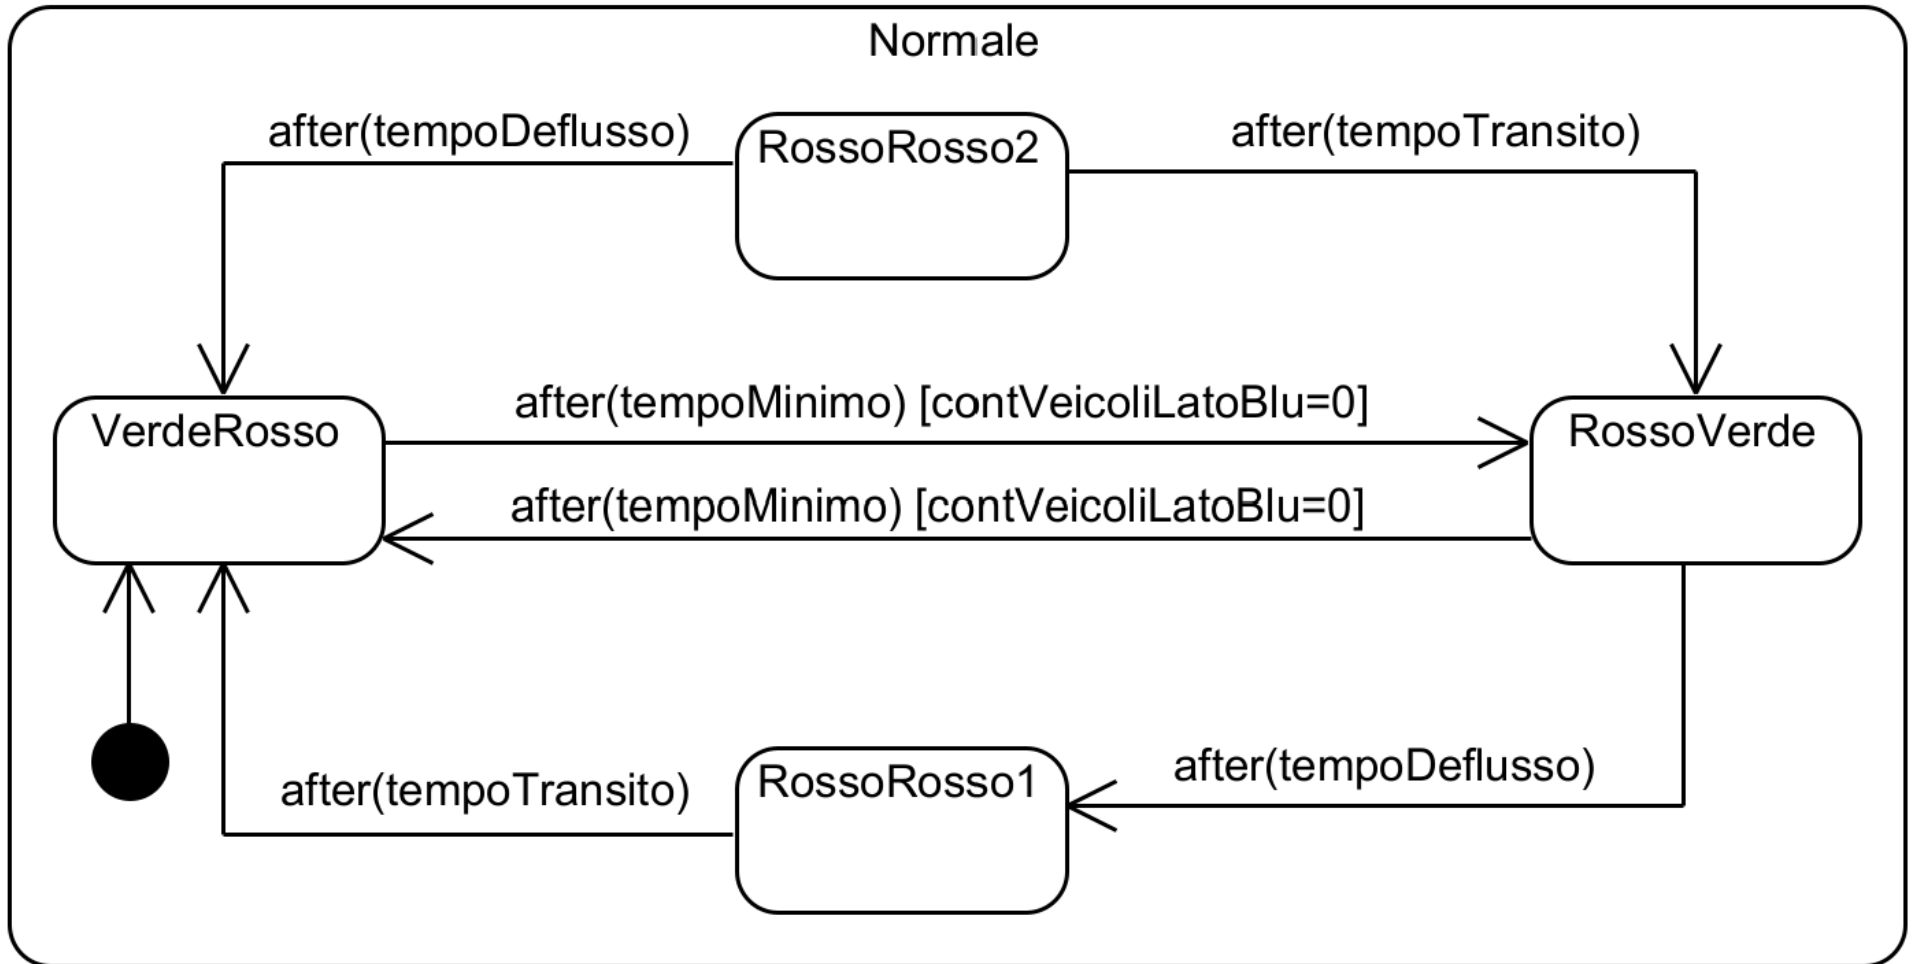 Normale
after(tempoDeflusso)
RossoRosso2
after(tempoTransito)
VerdeRosso
after(tempoMinimo) [contVeicoliLatoBlu=0]
RossoVerde
after(tempoMinimo) [contVeicoliLatoBlu=0]
after(tempoTransito)
RossoRosso1
after(tempoDeflusso)